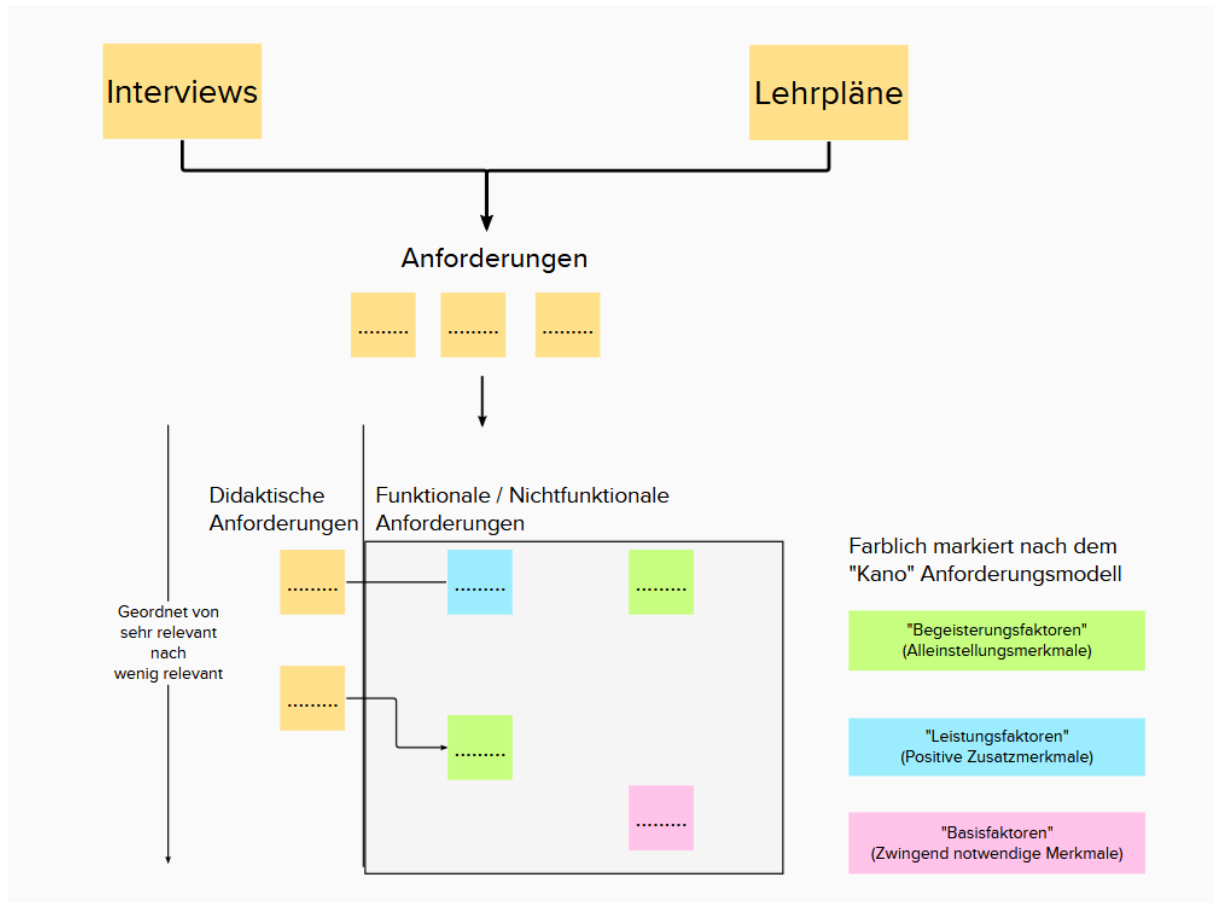 Interviews
Lehrpläne
Anforderungen
.........
.........
.........
Didaktische
Anforderungen
Funktionale / Nichtfunktionale
Anforderungen
Geordnet von
sehr relevant
nach
wenig relevant
.........
.........
.........
.........
.........
.........
Farblich markiert nach dem
"Kano" Anforderungsmodell
"Begeisterungsfaktoren"
(Alleinstellungsmerkmale)
"Leistungsfaktoren"
(Positive Zusatzmerkmale)
"Basisfaktoren"
(Zwingend notwendige Merkmale)